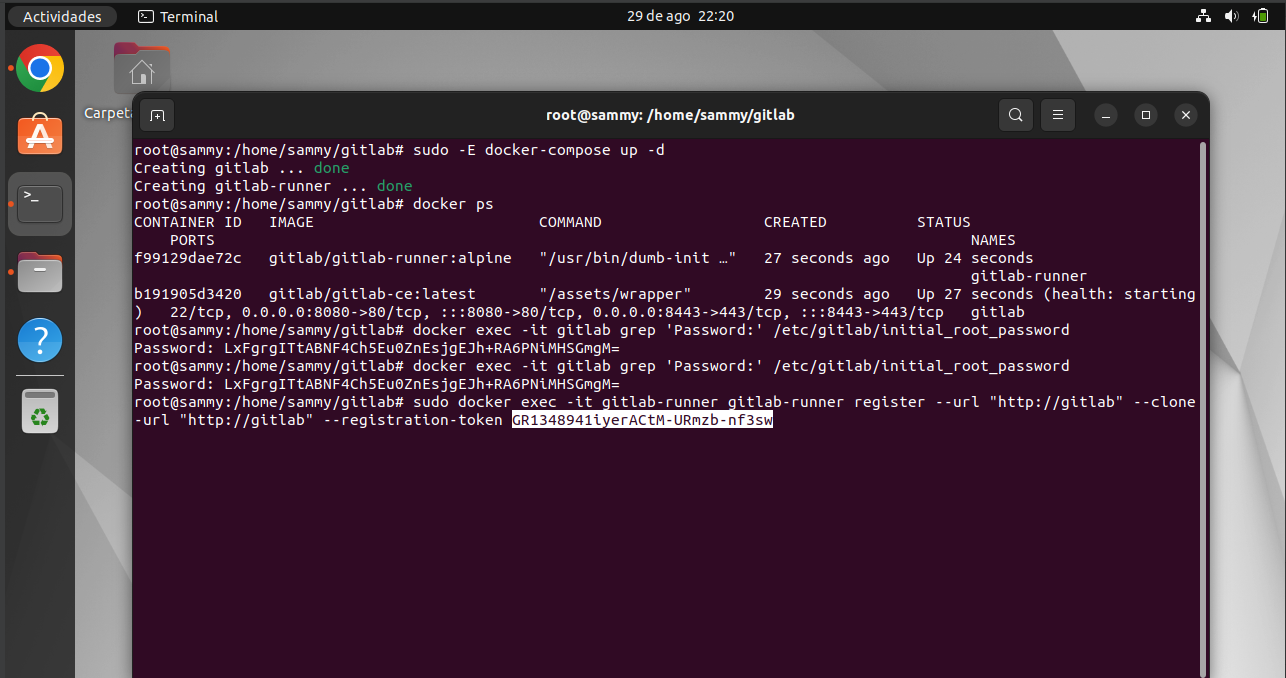 Actividades
Terminal
29 de ago 22:20
Carpeta
root@sammy: /home/sammy/gitlab
root@sammy:/home/sammy/gitlab# sudo -E docker-compose up -d
Creating gitlab ... done
Creating gitlab-runner ... done
root@sammy:/home/sammy/gitlab# docker ps
CONTAINER ID   IMAGE                         COMMAND                  CREATED          STATUS
    PORTS                                                                                    NAMES
f99129dae72c   gitlab/gitlab-runner:alpine   "/usr/bin/dumb-init …"   27 seconds ago   Up 24 seconds
                                                                                             gitlab-runner
b191905d3420   gitlab/gitlab-ce:latest       "/assets/wrapper"        29 seconds ago   Up 27 seconds (health: starting
)   22/tcp, 0.0.0.0:8080->80/tcp, :::8080->80/tcp, 0.0.0.0:8443->443/tcp, :::8443->443/tcp   gitlab
root@sammy:/home/sammy/gitlab# docker exec -it gitlab grep 'Password:' /etc/gitlab/initial_root_password
Password: LxFgrgITtABNF4Ch5Eu0ZnEsjgEJh+RA6PNiMHSGmgM=
root@sammy:/home/sammy/gitlab# docker exec -it gitlab grep 'Password:' /etc/gitlab/initial_root_password
Password: LxFgrgITtABNF4Ch5Eu0ZnEsjgEJh+RA6PNiMHSGmgM=
root@sammy:/home/sammy/gitlab# sudo docker exec -it gitlab-runner gitlab-runner register --url "http://gitlab" --clone
-url "http://gitlab" --registration-token GR1348941iyerACtM-URmzb-nf3sw